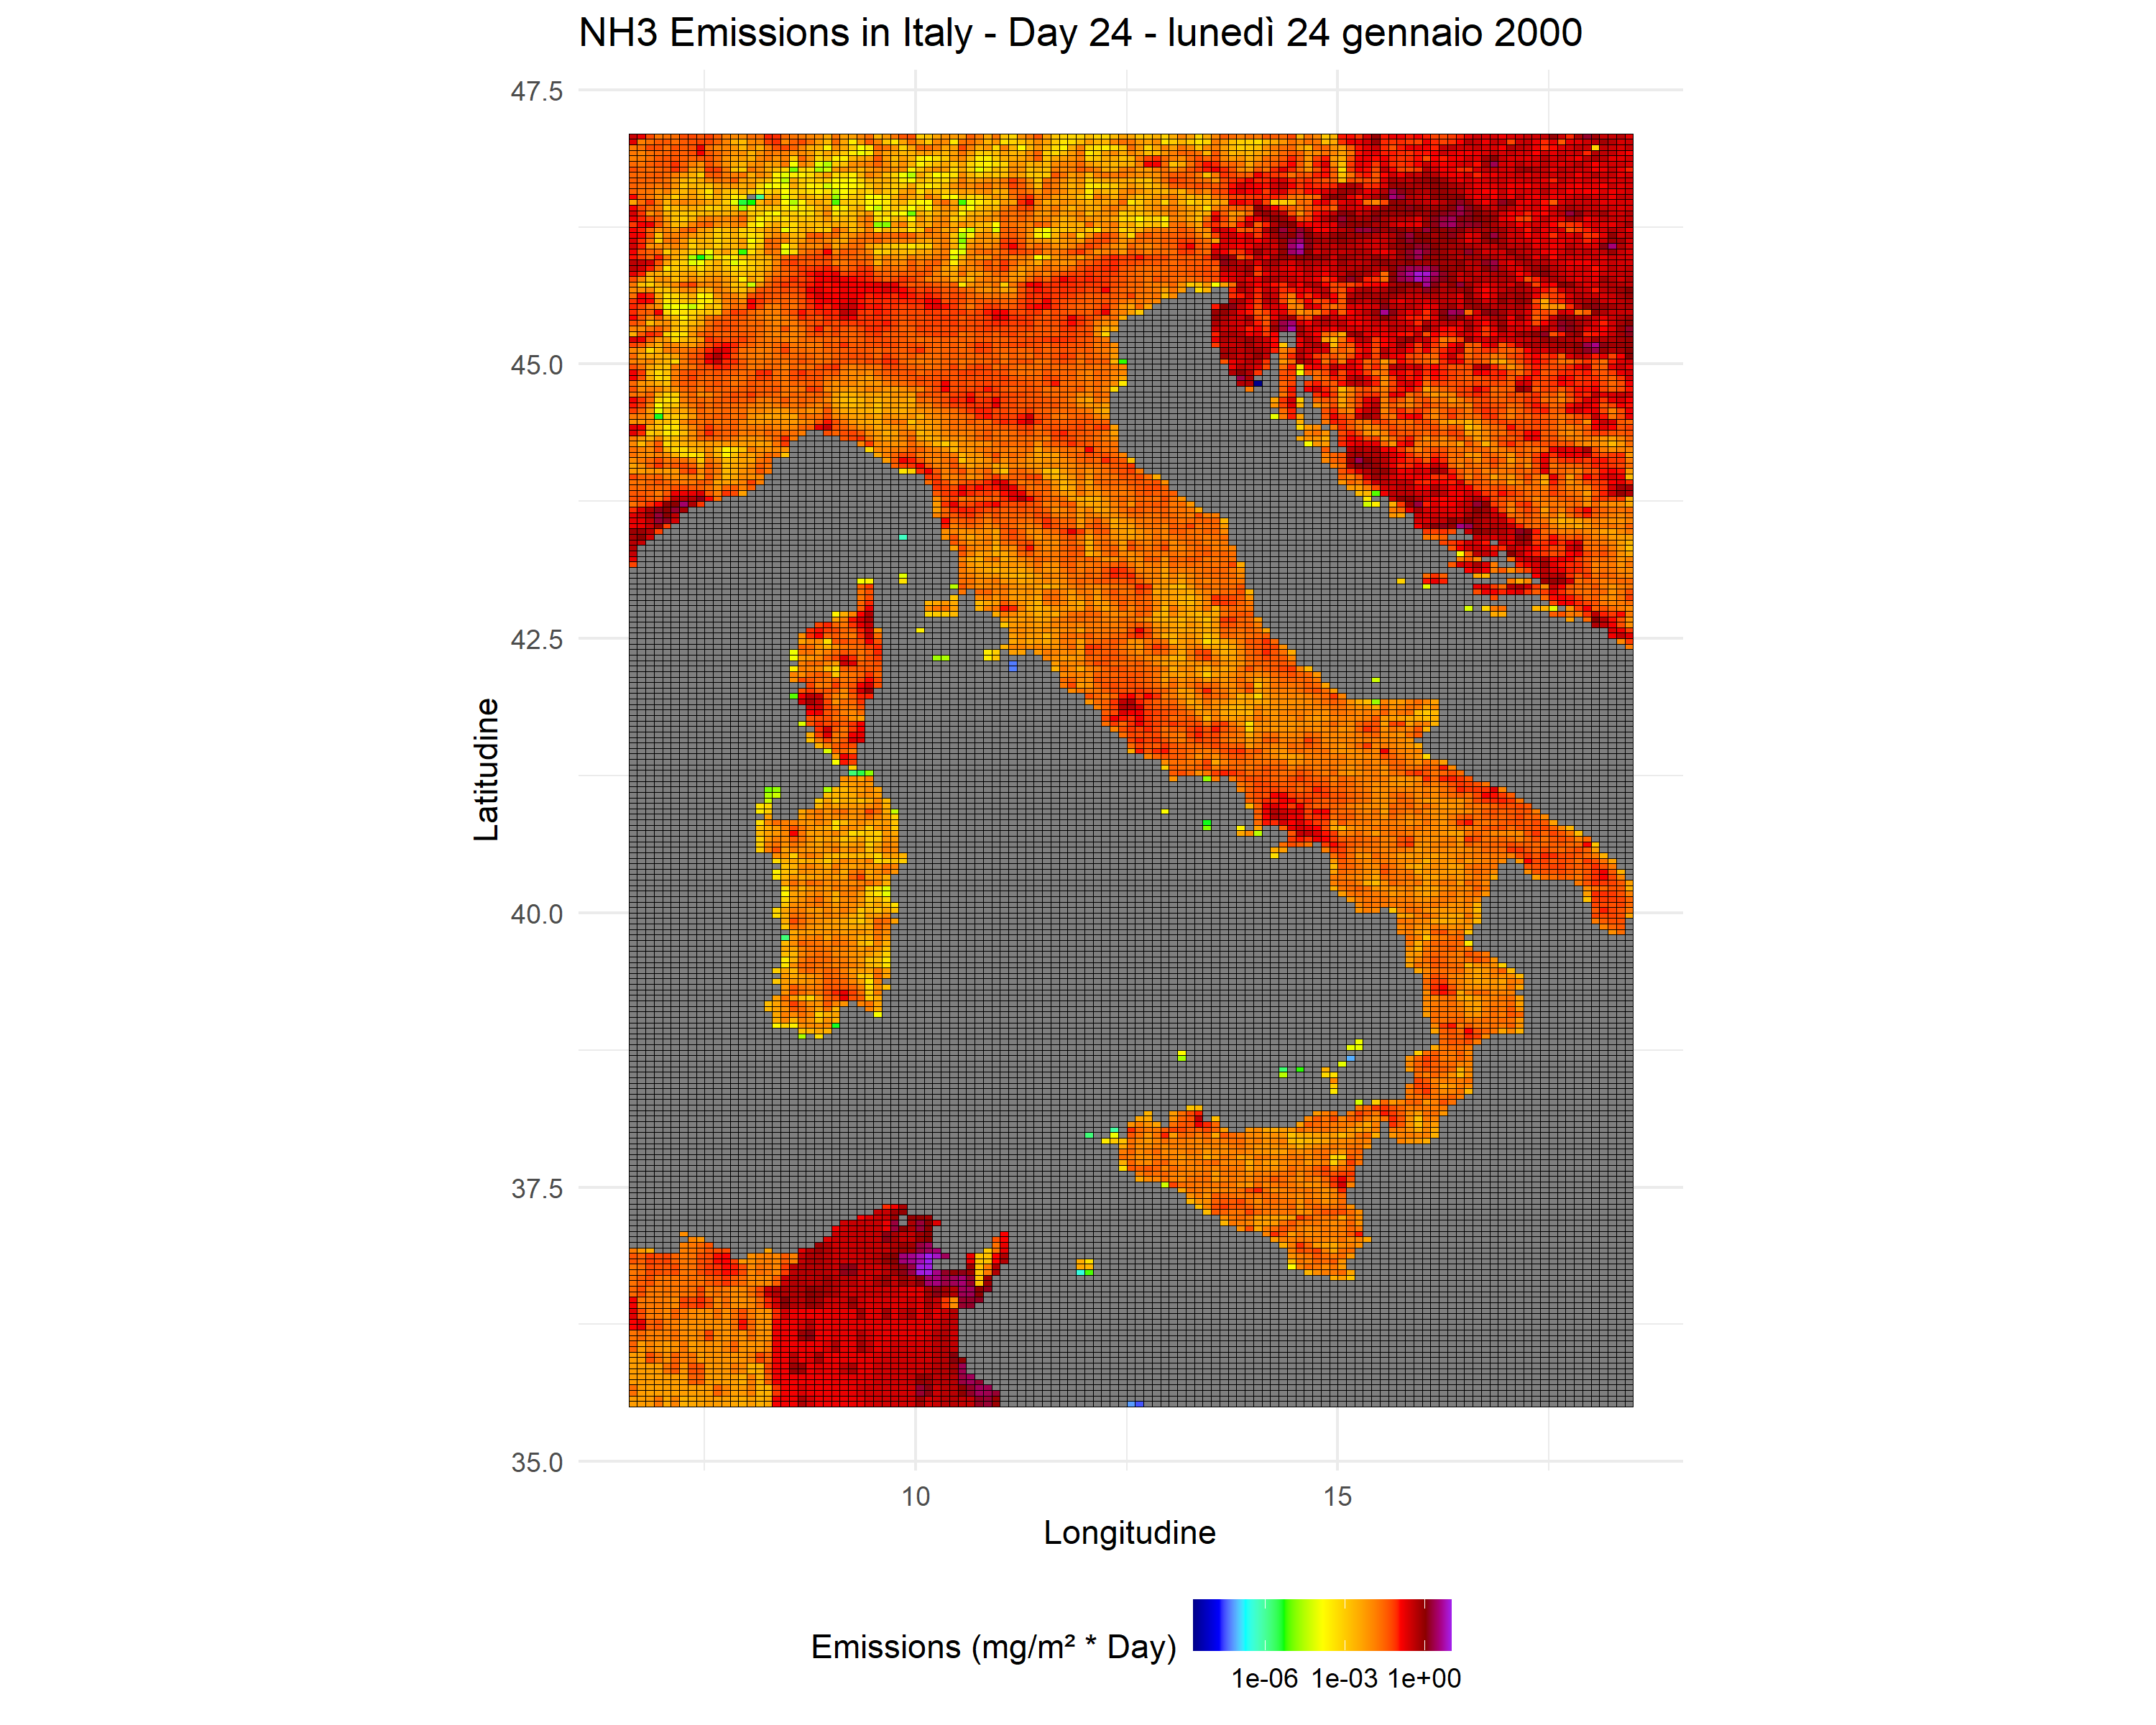 NH3 Emissions in Italy - Day 24 - lunedì 24 gennaio 2000
47.5
45.0
42.5
40.0
37.5
35.0
Latitudine
10 15
Longitudine
Emissions (mg/m² * Day)
1e-06 1e-03 1e+00